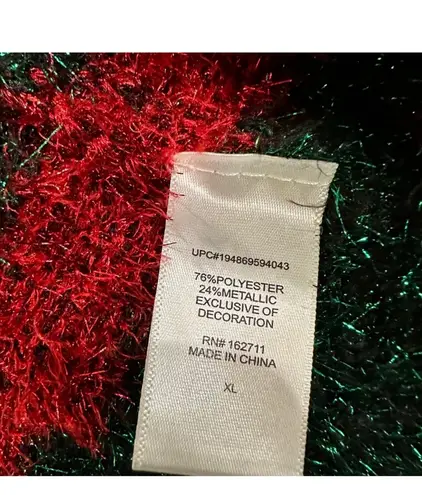 UPC#194869594043
76%POLYESTER
24%METALLIC
EXCLUSIVE OF
DECORATION
RN# 162711
MADE IN CHINA
XL